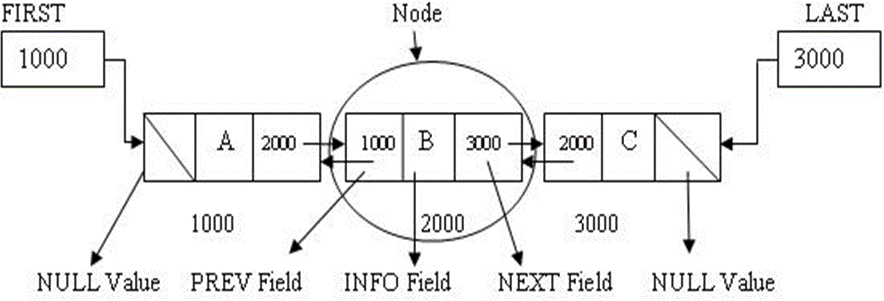 FIRST Node LAST
1000 3000
A 2000 1000 B 3000 2000 C
1000 2000 3000
NULL Value PREV Field INFO Field NEXT Field NULL Value